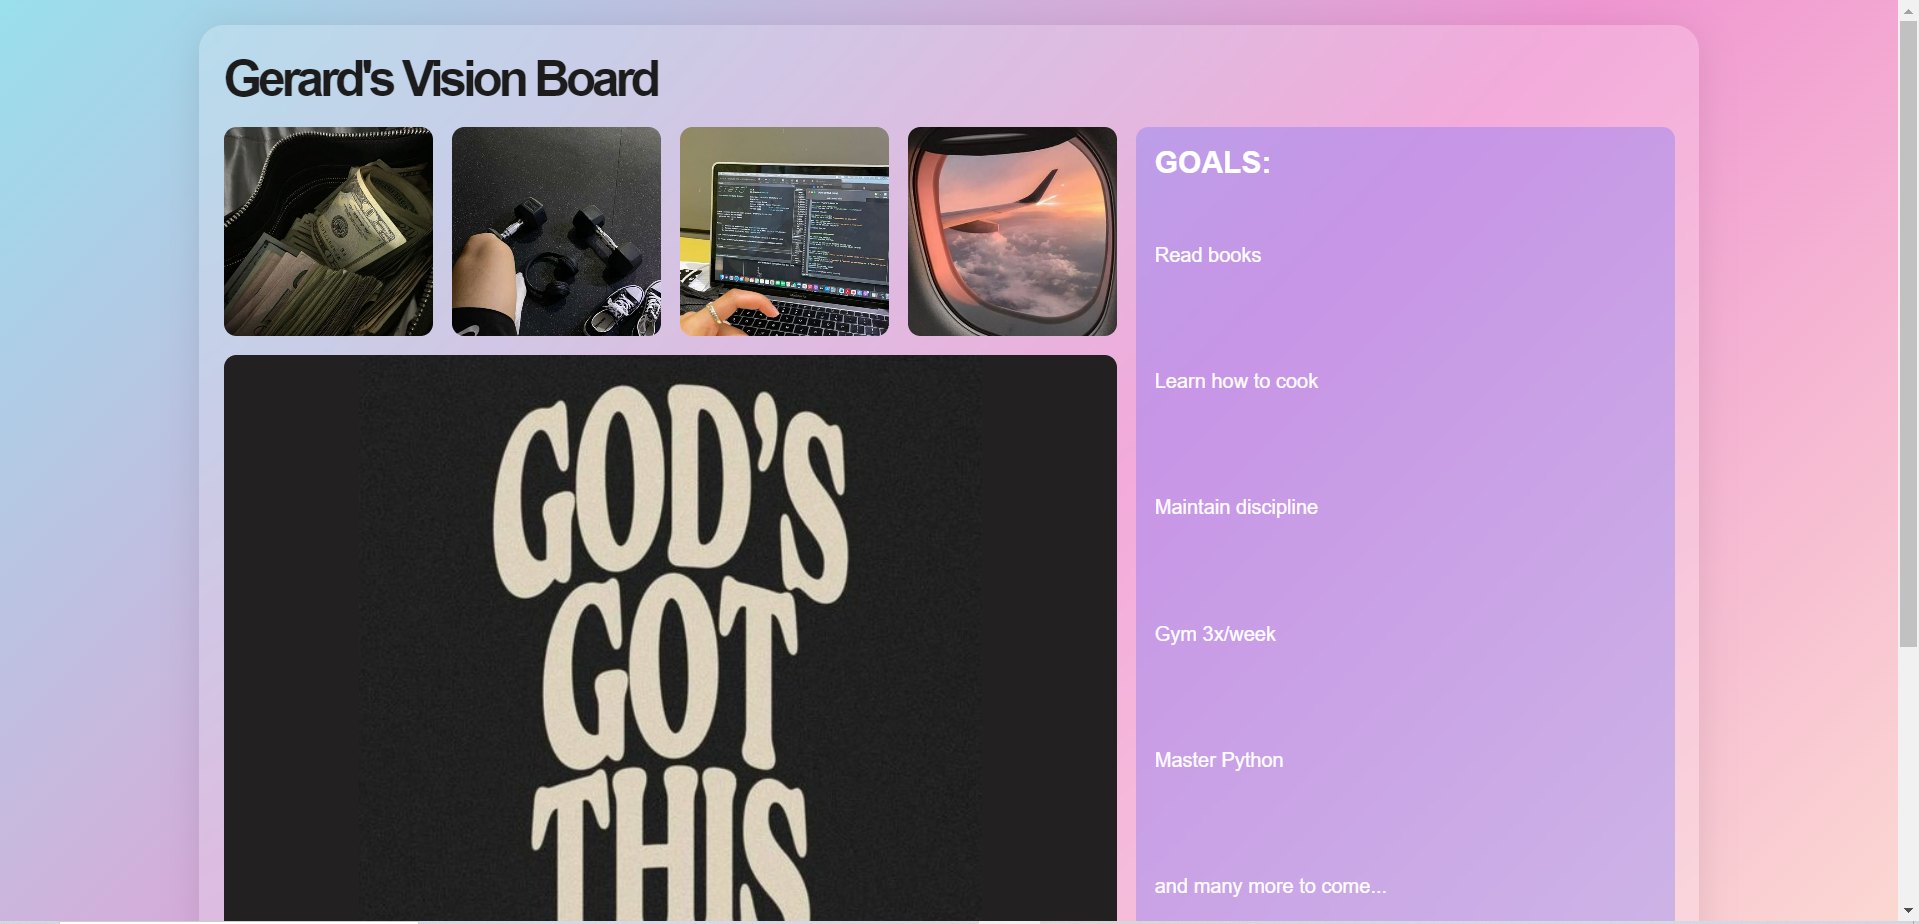 Gerard's Vision Board
GOALS:
Read books
Learn how to cook
Maintain discipline
Gym 3x/week
Master Python
and many more to come...
GOD'S
GOT
THIS